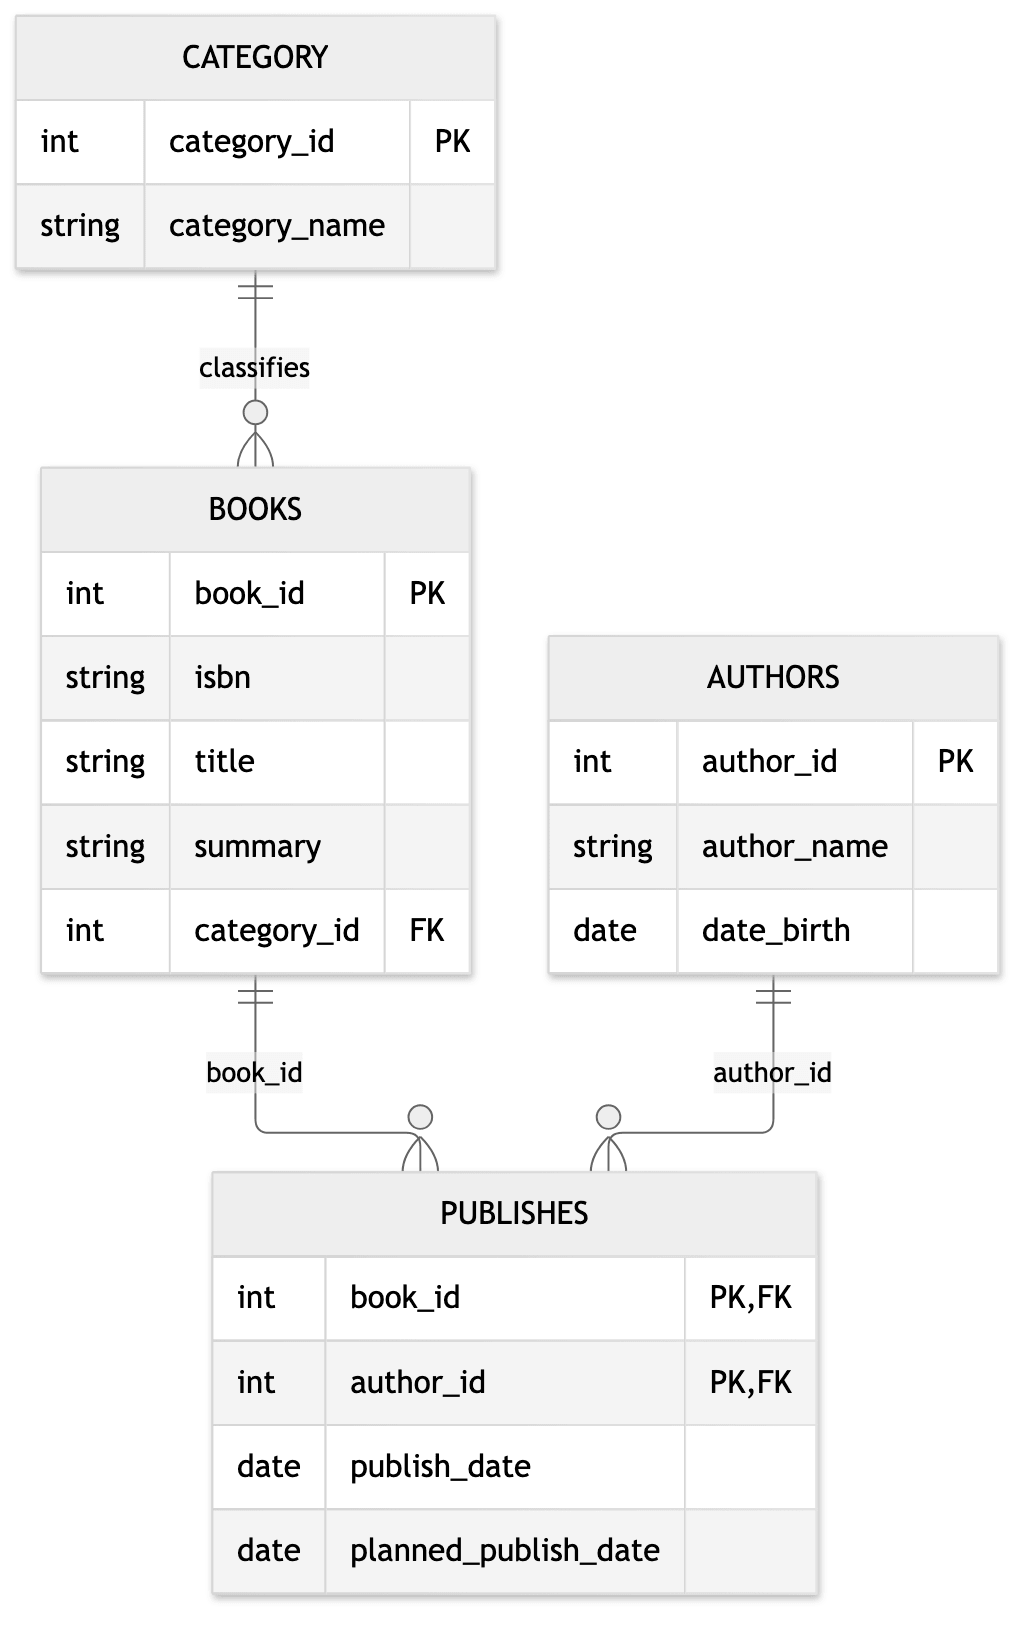 CATEGORY
int category_id PK
string category_name
classifies
BOOKS
int book_id PK
string isbn
string title
string summary
int category_id FK
AUTHORS
int author_id PK
string author_name
date date_birth
book_id
author_id
PUBLISHES
int book_id PK,FK
int author_id PK,FK
date publish_date
date planned_publish_date